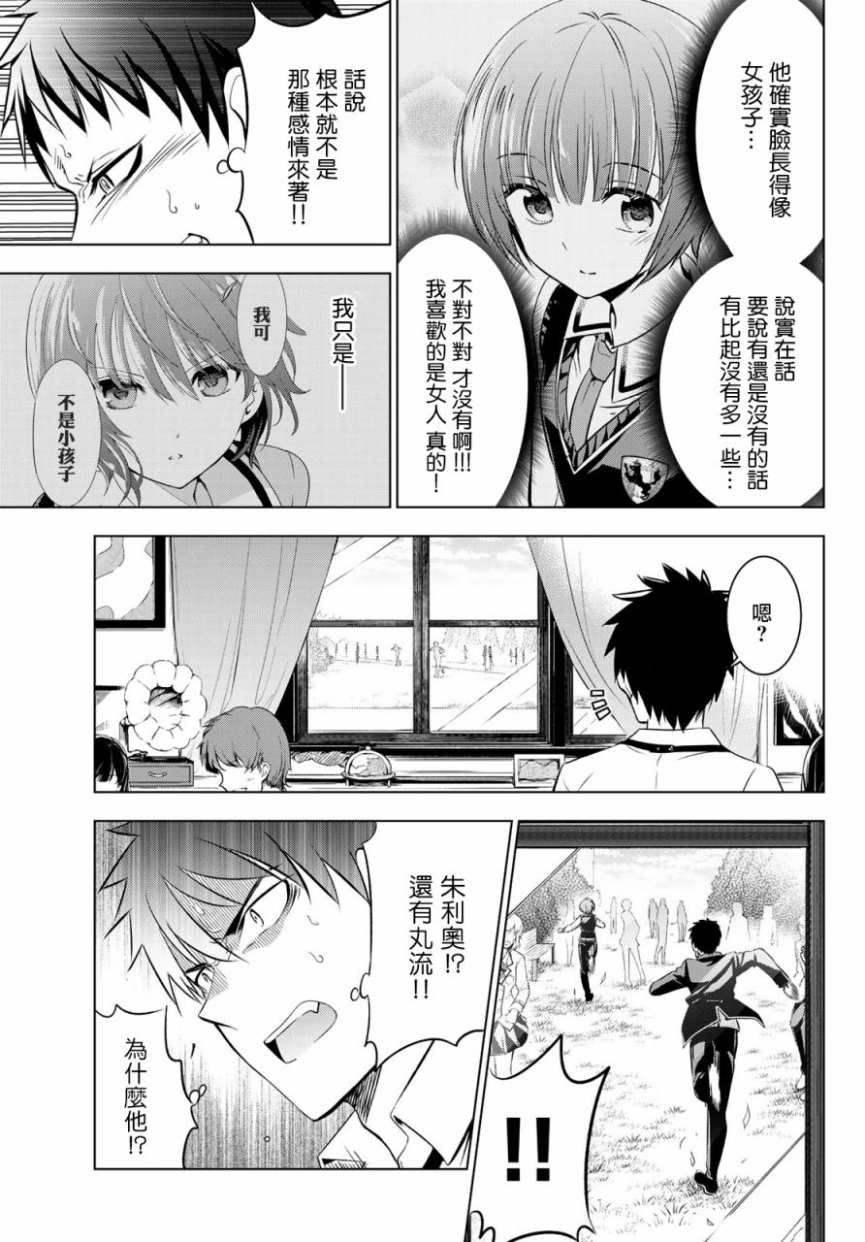 他確實臉長得像
女孩子…
說實在話
要說有還是沒有的話
有比起沒有多一些…
不對不對 才沒有啊!!!
我喜歡的是女人 真的!
話說
根本就不是
那種感情來著!!
我只是——
我可
不是小孩子
嗯?
!!
朱利奧!?
還有丸流!!
為什麼他!?